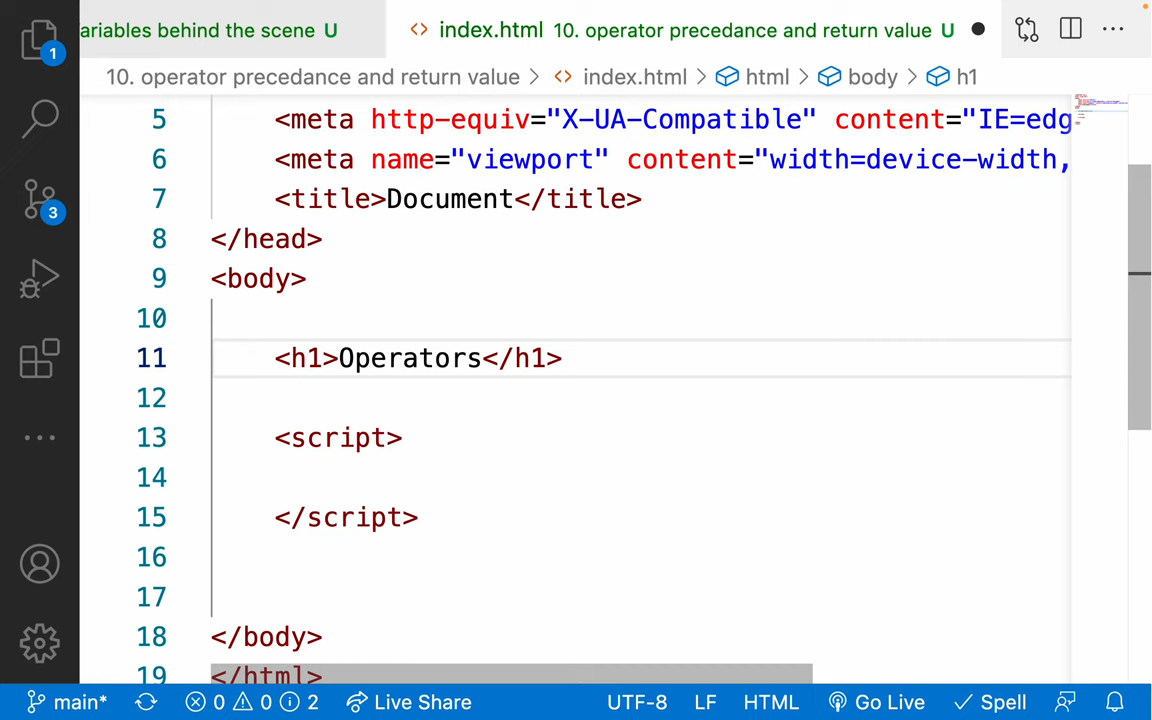 ariables behind the scene U
<> index.html 10. operator precedance and return value U
10. operator precedance and return value > <> index.html > html > body > h1
5 <meta http-equiv="X-UA-Compatible" content="IE=edg
6 <meta name="viewport" content="width=device-width,
7 <title>Document</title>
8 </head>
9 <body>
10
11 <h1>Operators</h1>
12
13 <script>
14
15 </script>
16
17
18 </body>
19 </html>
1
3
main* 0 0 2 Live Share UTF-8 LF HTML Go Live Spell